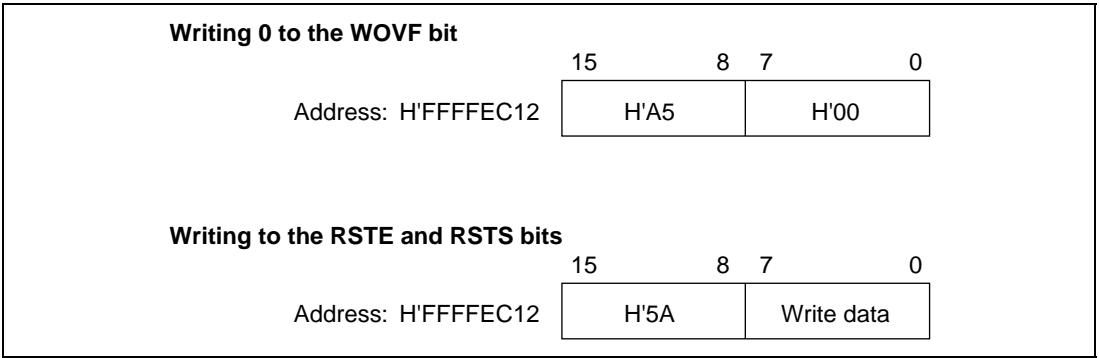 Writing 0 to the WOVF bit
15 8 7 0
Address: H'FFFFEC12 H'A5 H'00
Writing to the RSTE and RSTS bits
15 8 7 0
Address: H'FFFFEC12 H'5A Write data